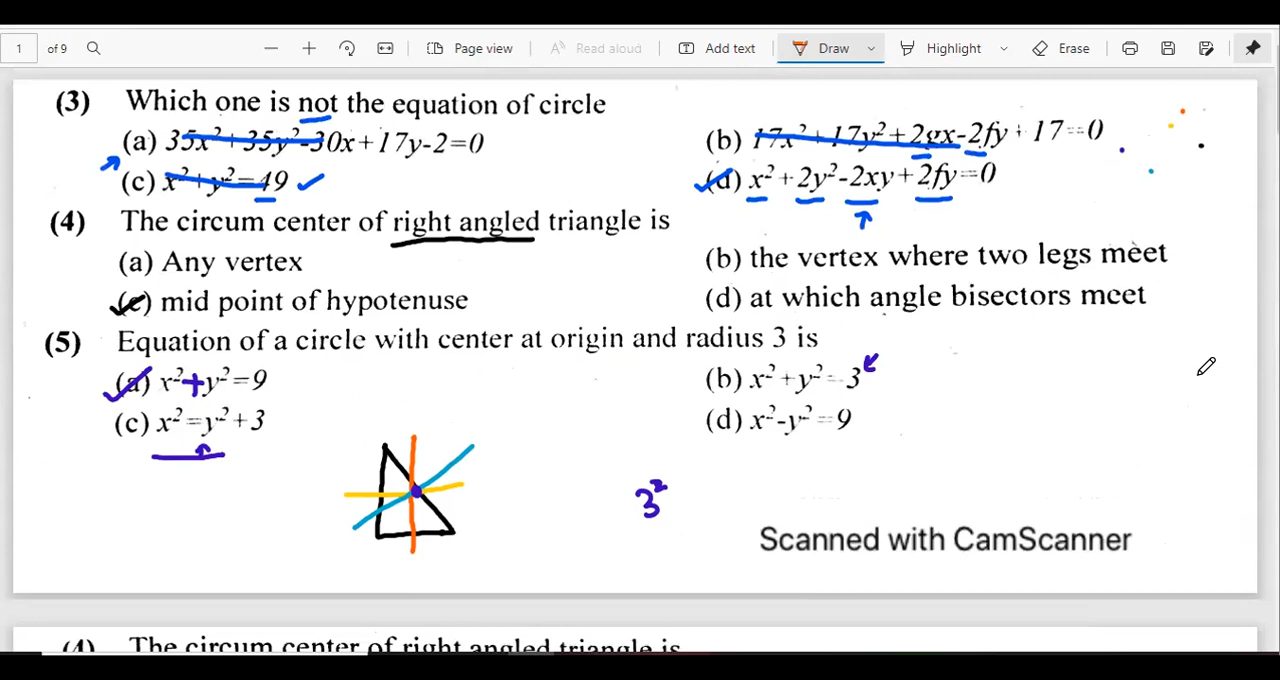 1 of 9 Page view Read aloud Add text Draw Highlight Erase
(3) Which one is not the equation of circle
(a) 35x²+35y²-30x+17y-2=0 (b) 17x²+17y²+2gx-2fy+17=0
(c) x²+y²=49 (d) x²+2y²-2xy+2fy=0
(4) The circum center of right angled triangle is
(a) Any vertex (b) the vertex where two legs meet
(c) mid point of hypotenuse (d) at which angle bisectors meet
(5) Equation of a circle with center at origin and radius 3 is
(a) x²+y²=9 (b) x²+y²=3
(c) x²=y²+3 (d) x²-y²=9
3²
Scanned with CamScanner
(4) The circum center of right angled triangle is